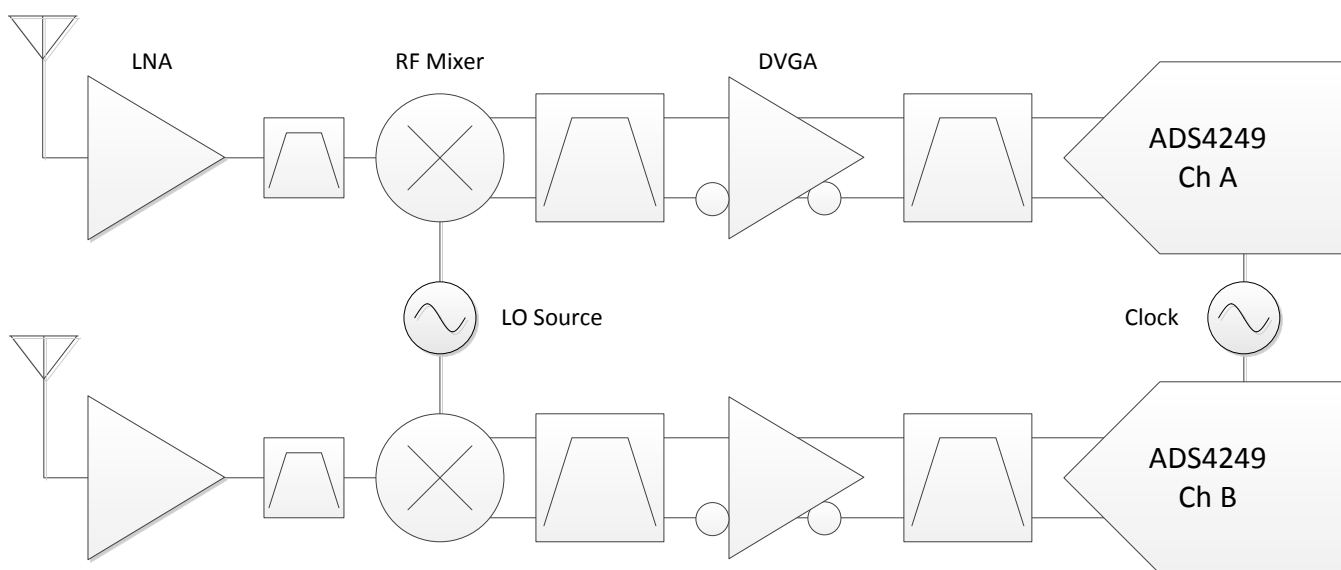 LNA
RF Mixer
DVGA
ADS4249
Ch A
LO Source
Clock
ADS4249
Ch B